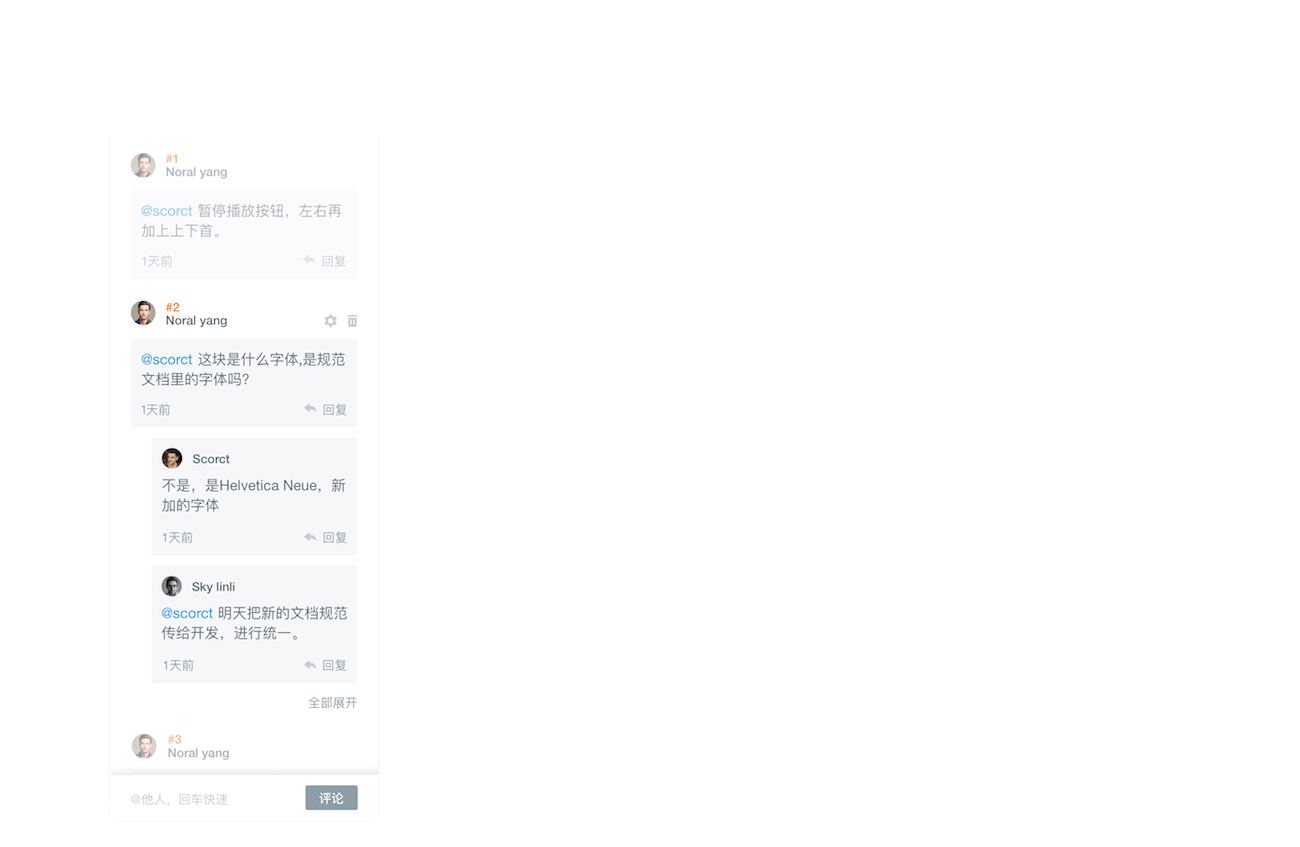 #1
Noral yang
@scorct 暂停播放按钮，左右再
加上上下首。
1天前 回复
#2
Noral yang
@scorct 这块是什么字体,是规范
文档里的字体吗?
1天前 回复
Scorct
不是，是Helvetica Neue，新
加的字体
1天前 回复
Sky linli
@scorct 明天把新的文档规范
传给开发，进行统一。
1天前 回复
全部展开
#3
Noral yang
@他人，回车快速 评论